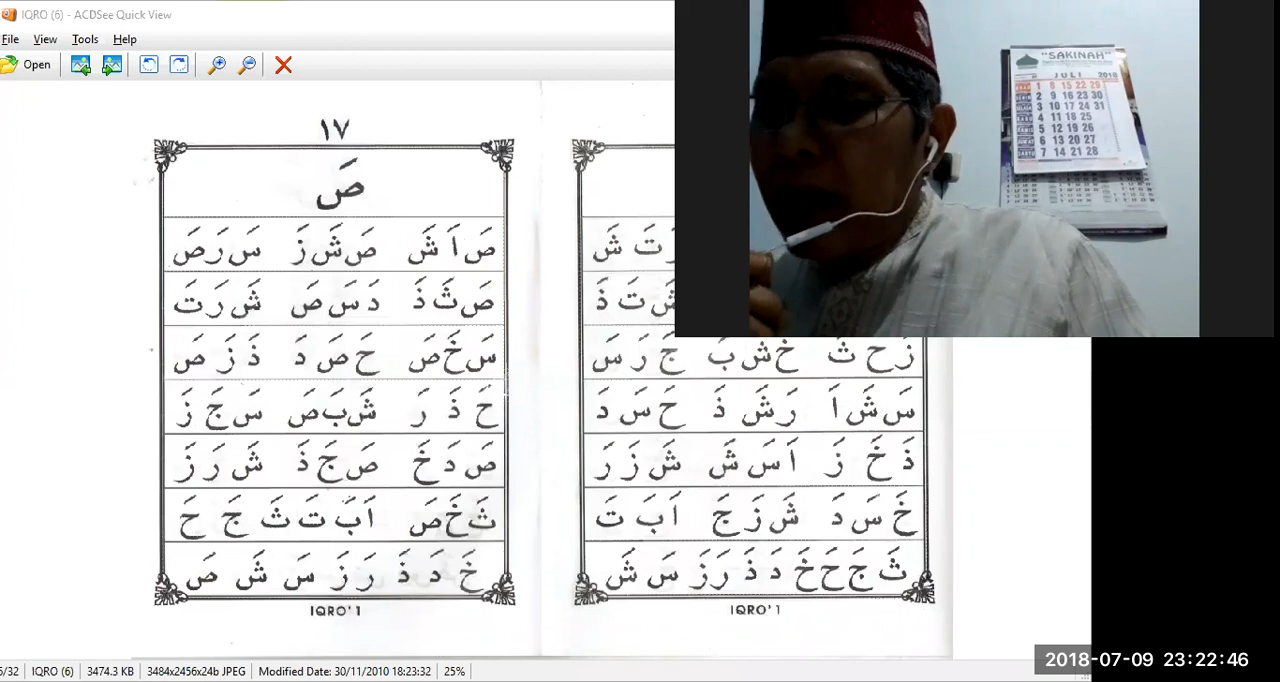 IQRO (6) - ACDSee Quick View
File View Tools Help
Open
"SAKINAH"
JULI 2018
1 8 15 22 29
2 9 16 23 30
3 10 17 24 31
4 11 18 25
5 12 19 26
6 13 20 27
7 14 21 28
١٧
صَ
صَ اَ شَ صَ شَ زَ سَ رَ صَ
صَ ثَ ذَ دَ سَ صَ شَ رَ تَ
سَ خَ صَ حَ صَ دَ ذَ زَ صَ
حَ ذَ رَ شَ بَ صَ سَ جَ زَ
صَ دَ خَ صَ جَ ذَ شَ رَ زَ
ثَ خَ صَ اَ بَ تَ ثَ جَ حَ
خَ دَ ذَ رَ زَ سَ شَ صَ
IQRO' 1
تَ شَ
شَ تَ ذَ
زَ حَ ثَ خَ شَ بَ جَ رَ سَ
سَ شَ اَ رَ شَ ذَ حَ سَ دَ
ذَ خَ زَ اَ سَ شَ شَ زَ رَ
خَ سَ دَ شَ زَ جَ اَ بَ تَ
ثَ جَ حَ خَ دَ ذَ رَ زَ سَ شَ
IQRO' 1
/32 IQRO (6) 3474.3 KB 3484x2456x24b JPEG Modified Date: 30/11/2010 18:23:32 25%
2018-07-09 23:22:46